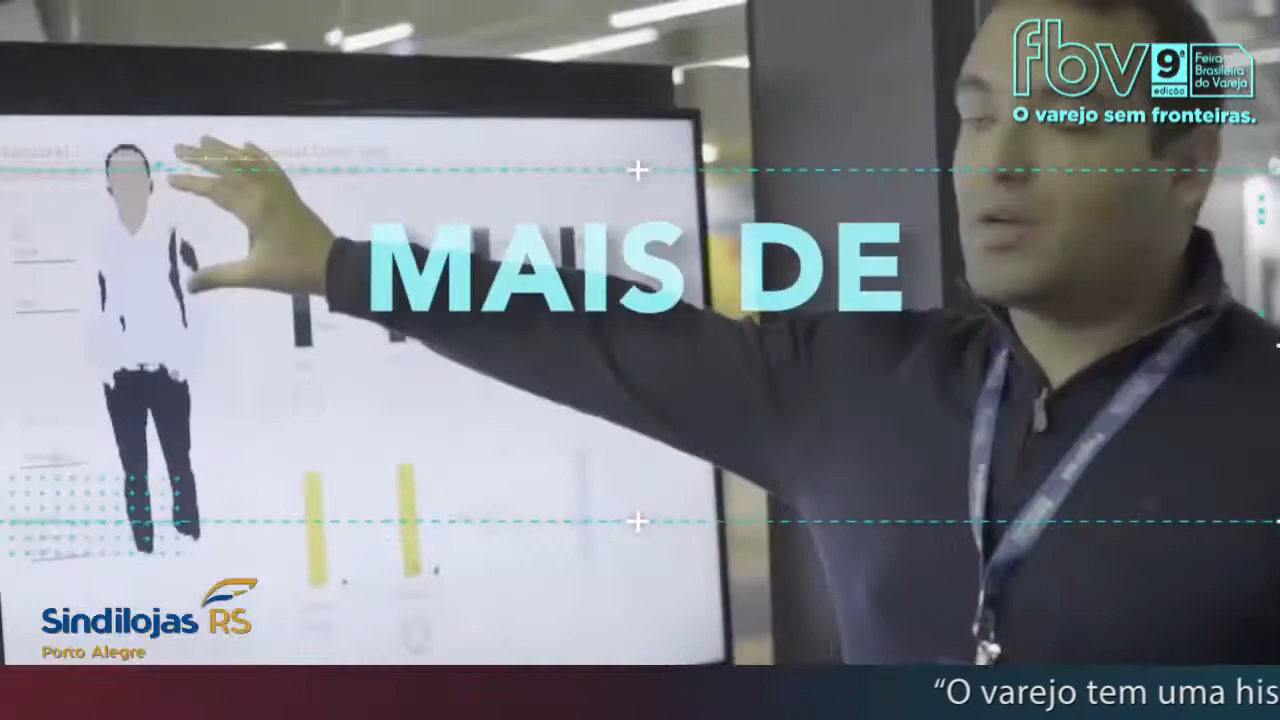 fbv 9ª edição Feira Brasileira do Varejo
O varejo sem fronteiras.
MAIS DE
Sindilojas RS
Porto Alegre
“O varejo tem uma his